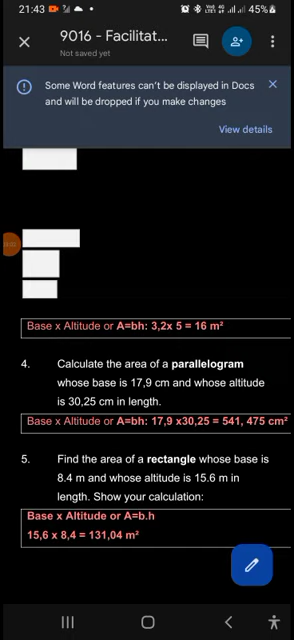 21:43
45%
9016 - Facilitat...
Not saved yet
Some Word features can't be displayed in Docs
and will be dropped if you make changes
View details
Base x Altitude or A=bh: 3,2x 5 = 16 m²
4. Calculate the area of a parallelogram
whose base is 17,9 cm and whose altitude
is 30,25 cm in length.
Base x Altitude or A=bh: 17,9 x30,25 = 541, 475 cm²
5. Find the area of a rectangle whose base is
8.4 m and whose altitude is 15.6 m in
length. Show your calculation:
Base x Altitude or A=b.h
15,6 x 8,4 = 131,04 m²